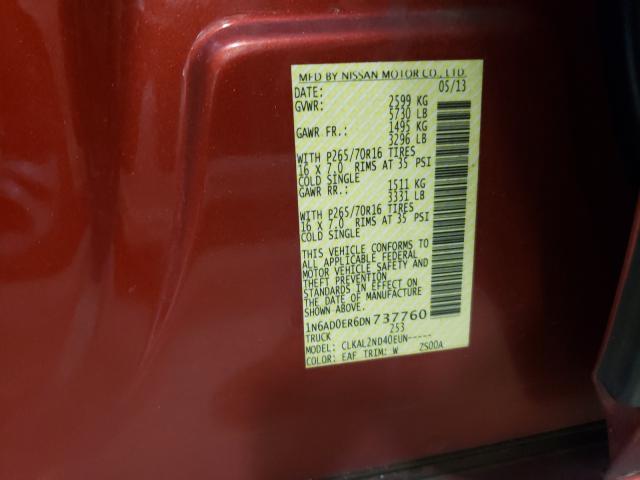 MFD BY NISSAN MOTOR CO., LTD.
DATE: 05/13
GVWR: 2599 KG
5730 LB
GAWR FR.: 1495 KG
3296 LB
WITH P265/70R16 TIRES
16 X 7.0 RIMS AT 35 PSI
COLD SINGLE
GAWR RR.: 1511 KG
3331 LB
WITH P265/70R16 TIRES
16 X 7.0 RIMS AT 35 PSI
COLD SINGLE
THIS VEHICLE CONFORMS TO
ALL APPLICABLE FEDERAL
MOTOR VEHICLE SAFETY AND
THEFT PREVENTION
STANDARDS IN EFFECT ON
THE DATE OF MANUFACTURE
SHOWN ABOVE.
1N6AD0ER6DN737760
TRUCK 253
MODEL: CLKAL2ND40EUN-----
COLOR: EAF TRIM: W ZS00A